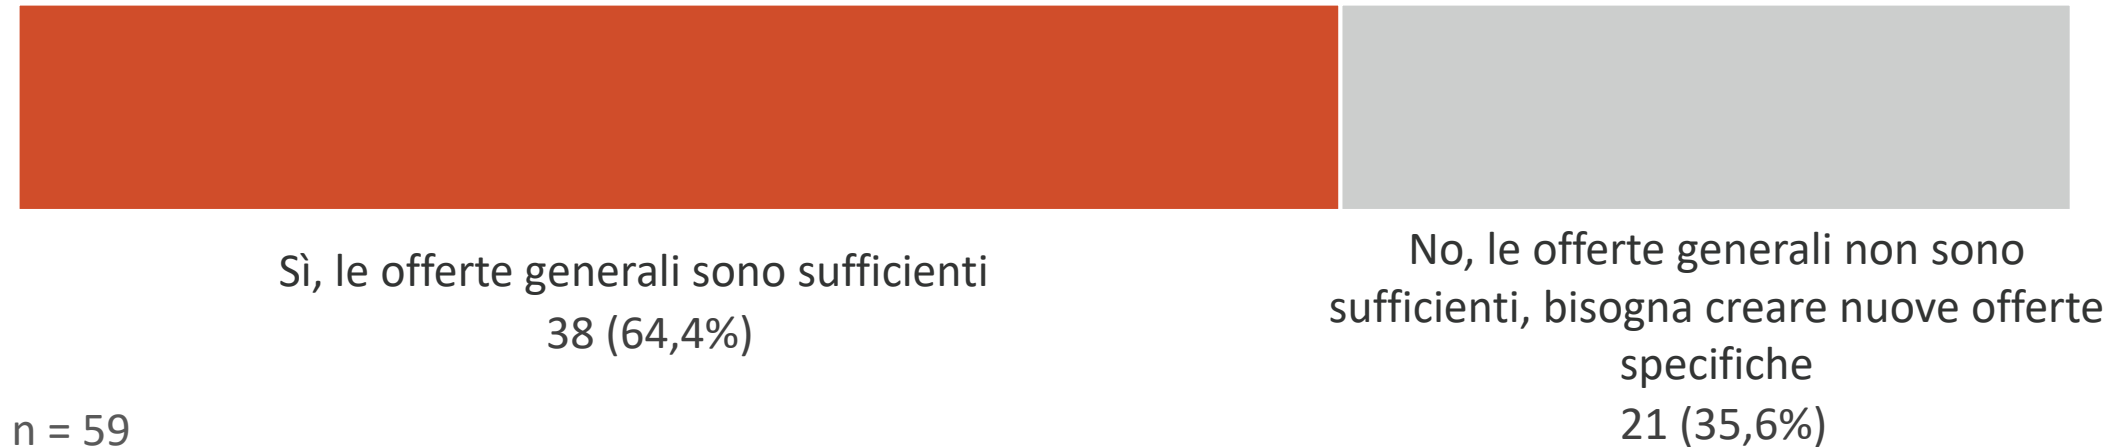 Sì, le offerte generali sono sufficienti
38 (64,4%)
No, le offerte generali non sono
sufficienti, bisogna creare nuove offerte
specifiche
21 (35,6%)
n = 59